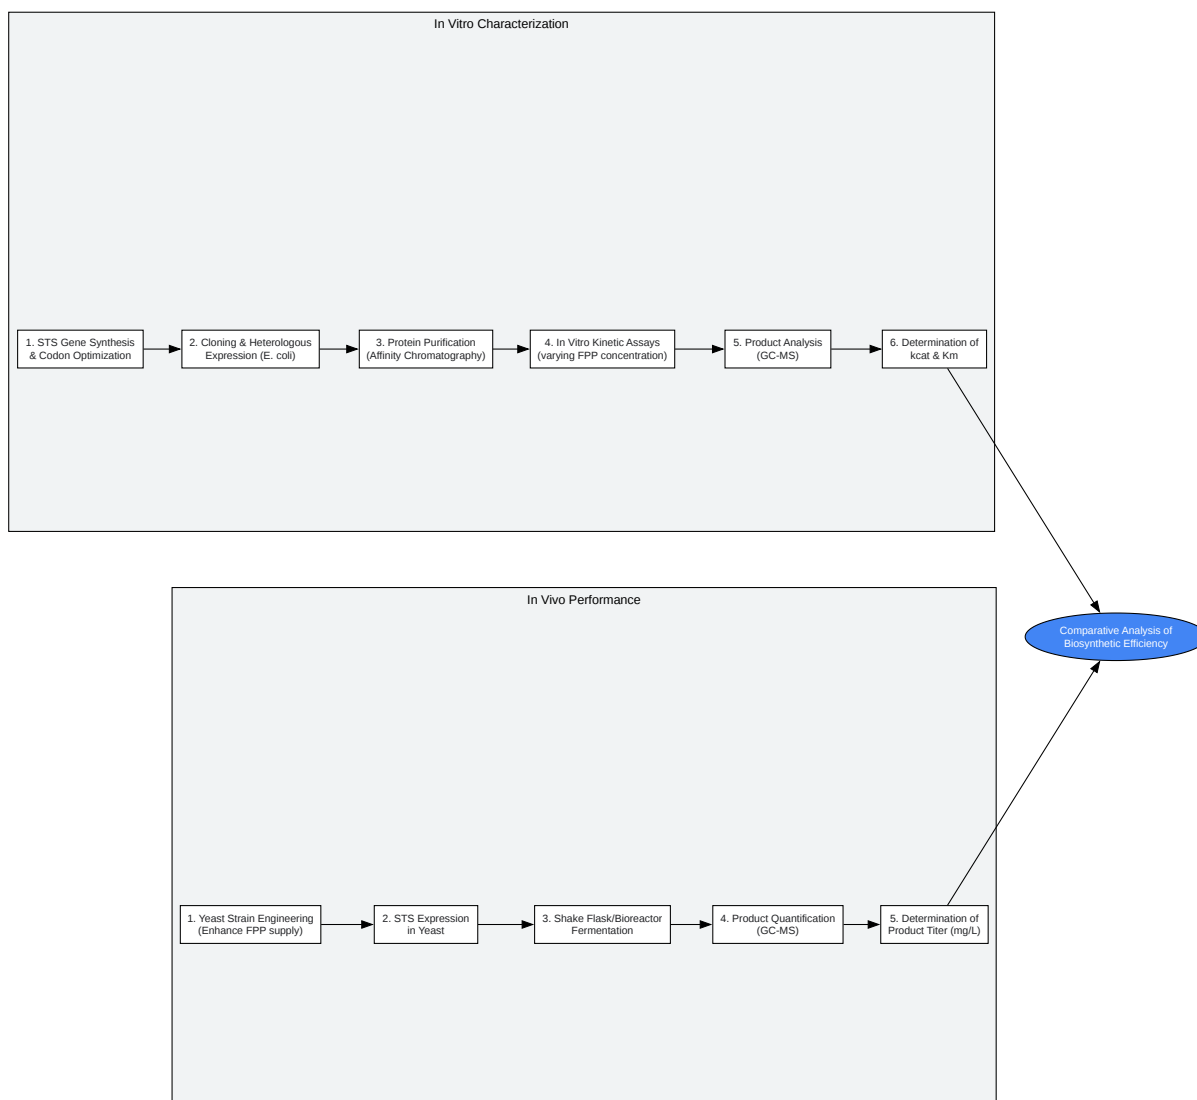 In Vitro Characterization
1. STS Gene Synthesis
& Codon Optimization
2. Cloning & Heterologous
Expression (E. coli)
3. Protein Purification
(Affinity Chromatography)
4. In Vitro Kinetic Assays
(varying FPP concentration)
5. Product Analysis
(GC-MS)
6. Determination of
kcat & Km
In Vivo Performance
1. Yeast Strain Engineering
(Enhance FPP supply)
2. STS Expression
in Yeast
3. Shake Flask/Bioreactor
Fermentation
4. Product Quantification
(GC-MS)
5. Determination of
Product Titer (mg/L)
Comparative Analysis of
Biosynthetic Efficiency